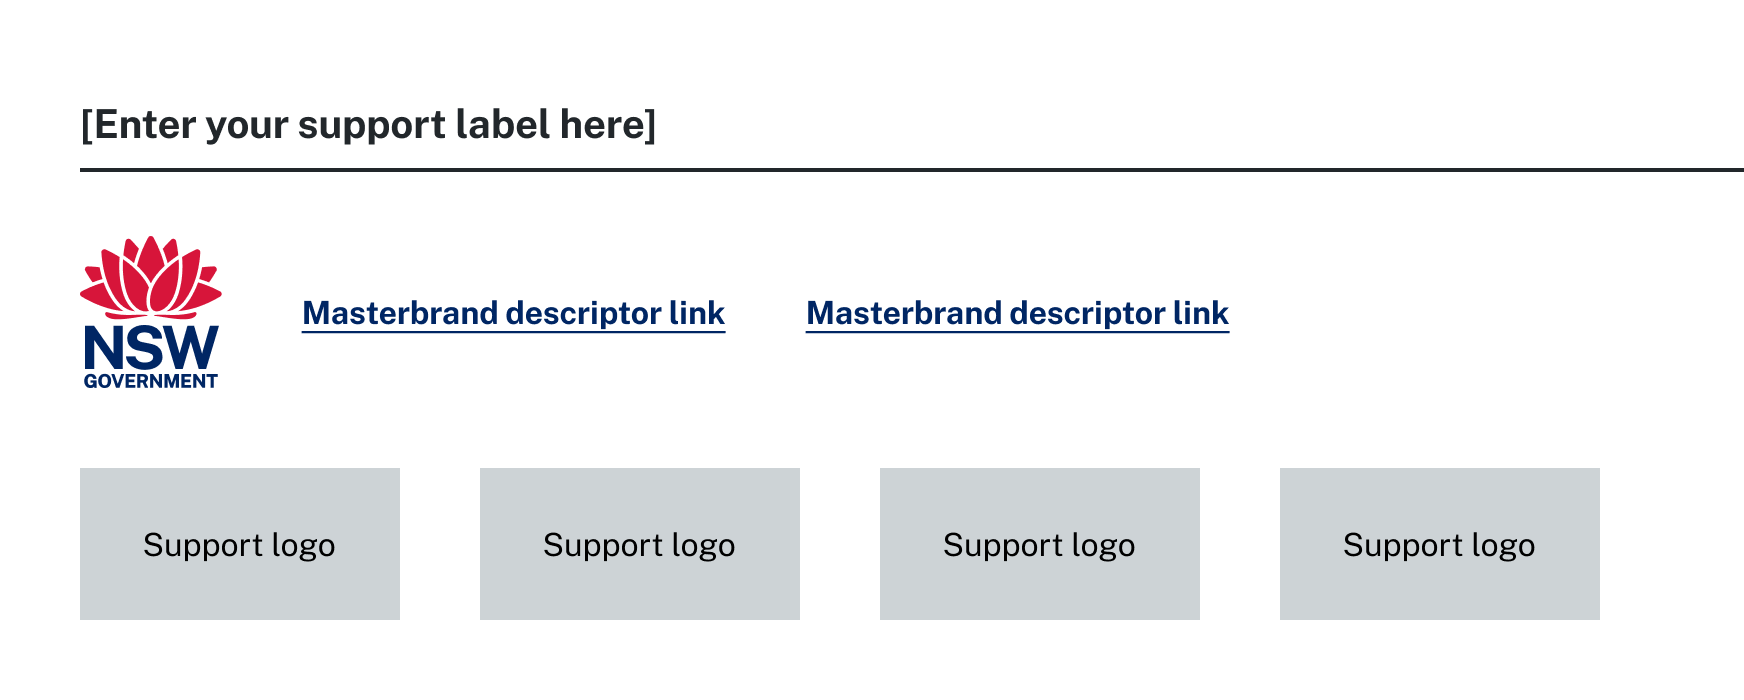 [Enter your support label here]
NSW
GOVERNMENT
Masterbrand descriptor link
Masterbrand descriptor link
Support logo
Support logo
Support logo
Support logo